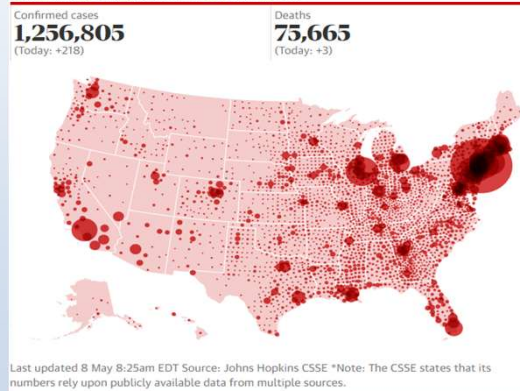 Confirmed cases
1,256,805
(Today: +218)
Deaths
75,665
(Today: +3)
Last updated 8 May 8:25am EDT Source: Johns Hopkins CSSE *Note: The CSSE states that its
numbers rely upon publicly available data from multiple sources.